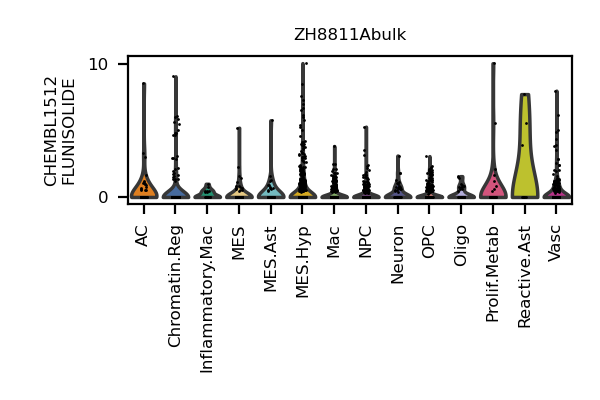 ZH8811Abulk
CHEMBL1512
FLUNISOLIDE
10
0
AC
Chromatin.Reg
Inflammatory.Mac
MES
MES.Ast
MES.Hyp
Mac
NPC
Neuron
OPC
Oligo
Prolif.Metab
Reactive.Ast
Vasc